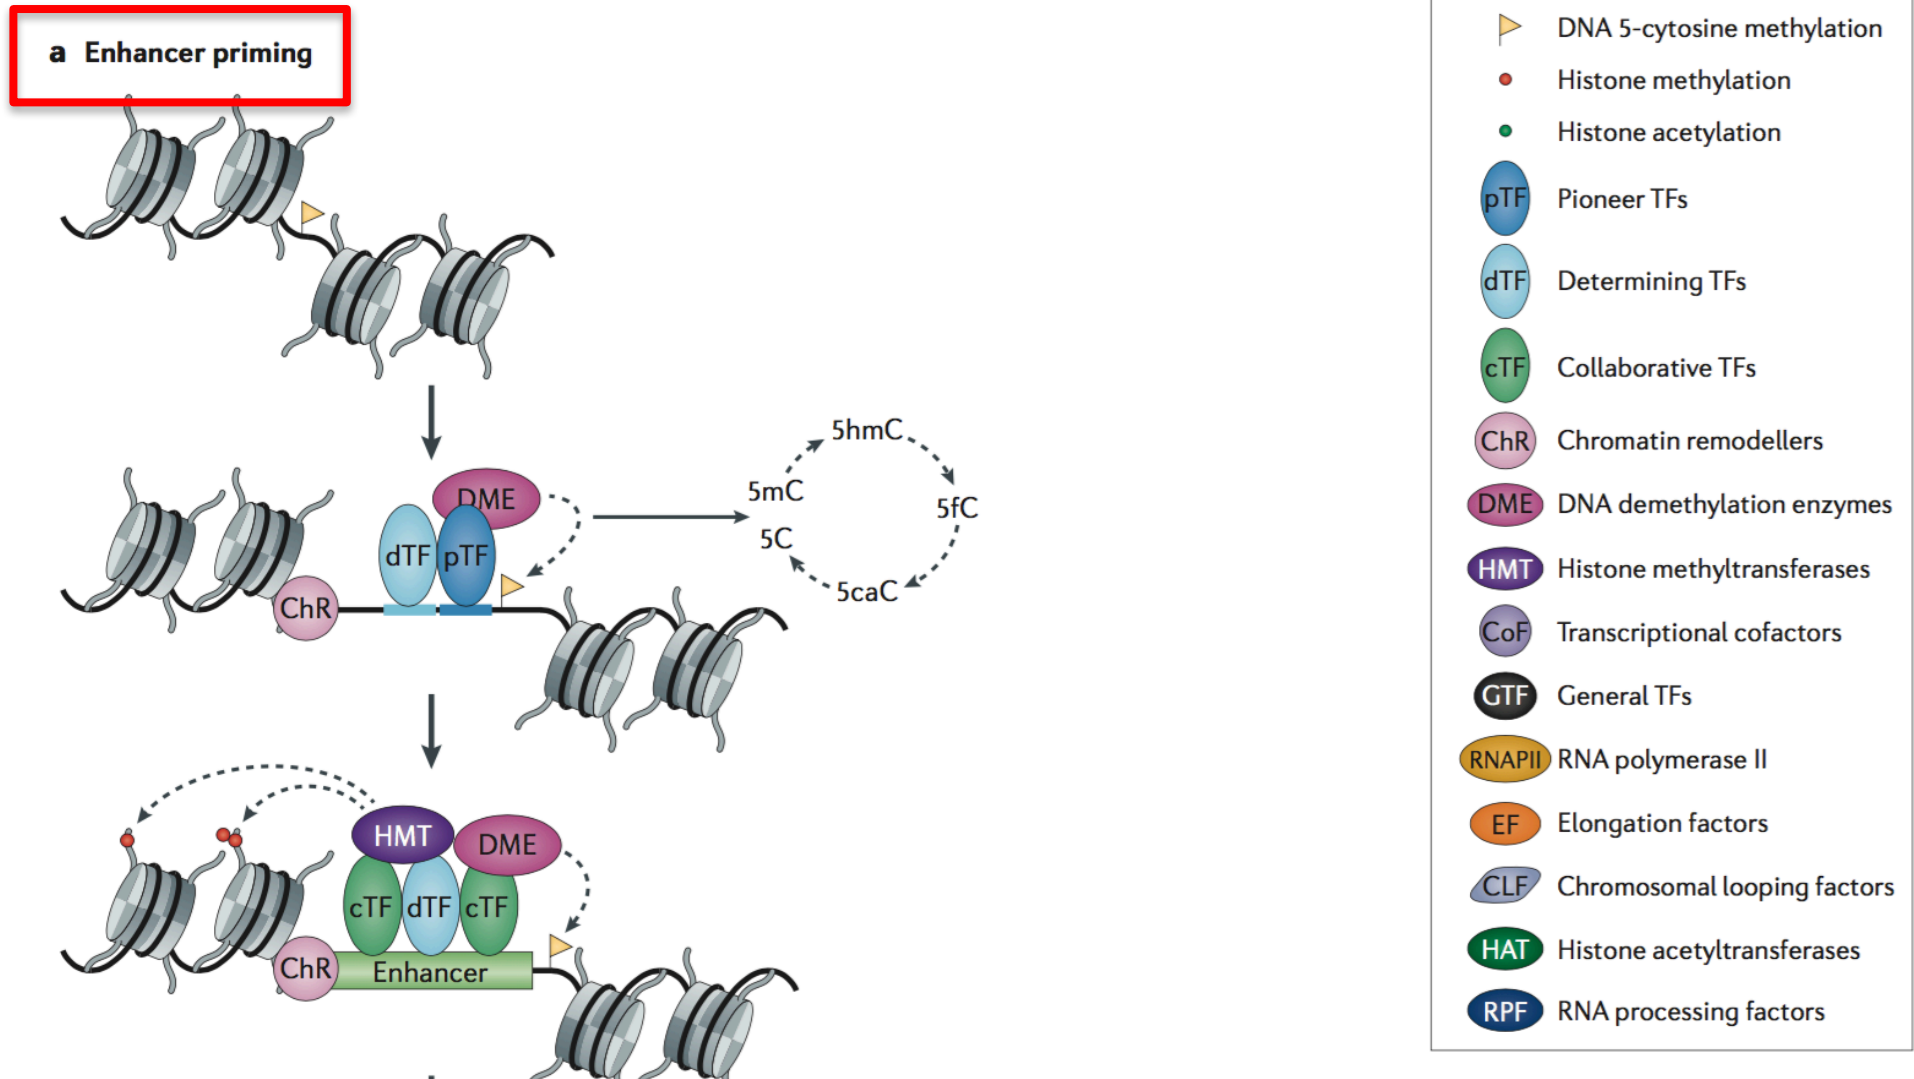 a Enhancer priming
5hmC
5mC
5fC
5C
5caC
DME
dTF
pTF
ChR
HMT
DME
cTF
dTF
cTF
ChR
Enhancer
DNA 5-cytosine methylation
Histone methylation
Histone acetylation
pTF Pioneer TFs
dTF Determining TFs
cTF Collaborative TFs
ChR Chromatin remodellers
DME DNA demethylation enzymes
HMT Histone methyltransferases
CoF Transcriptional cofactors
GTF General TFs
RNAPII RNA polymerase II
EF Elongation factors
CLF Chromosomal looping factors
HAT Histone acetyltransferases
RPF RNA processing factors